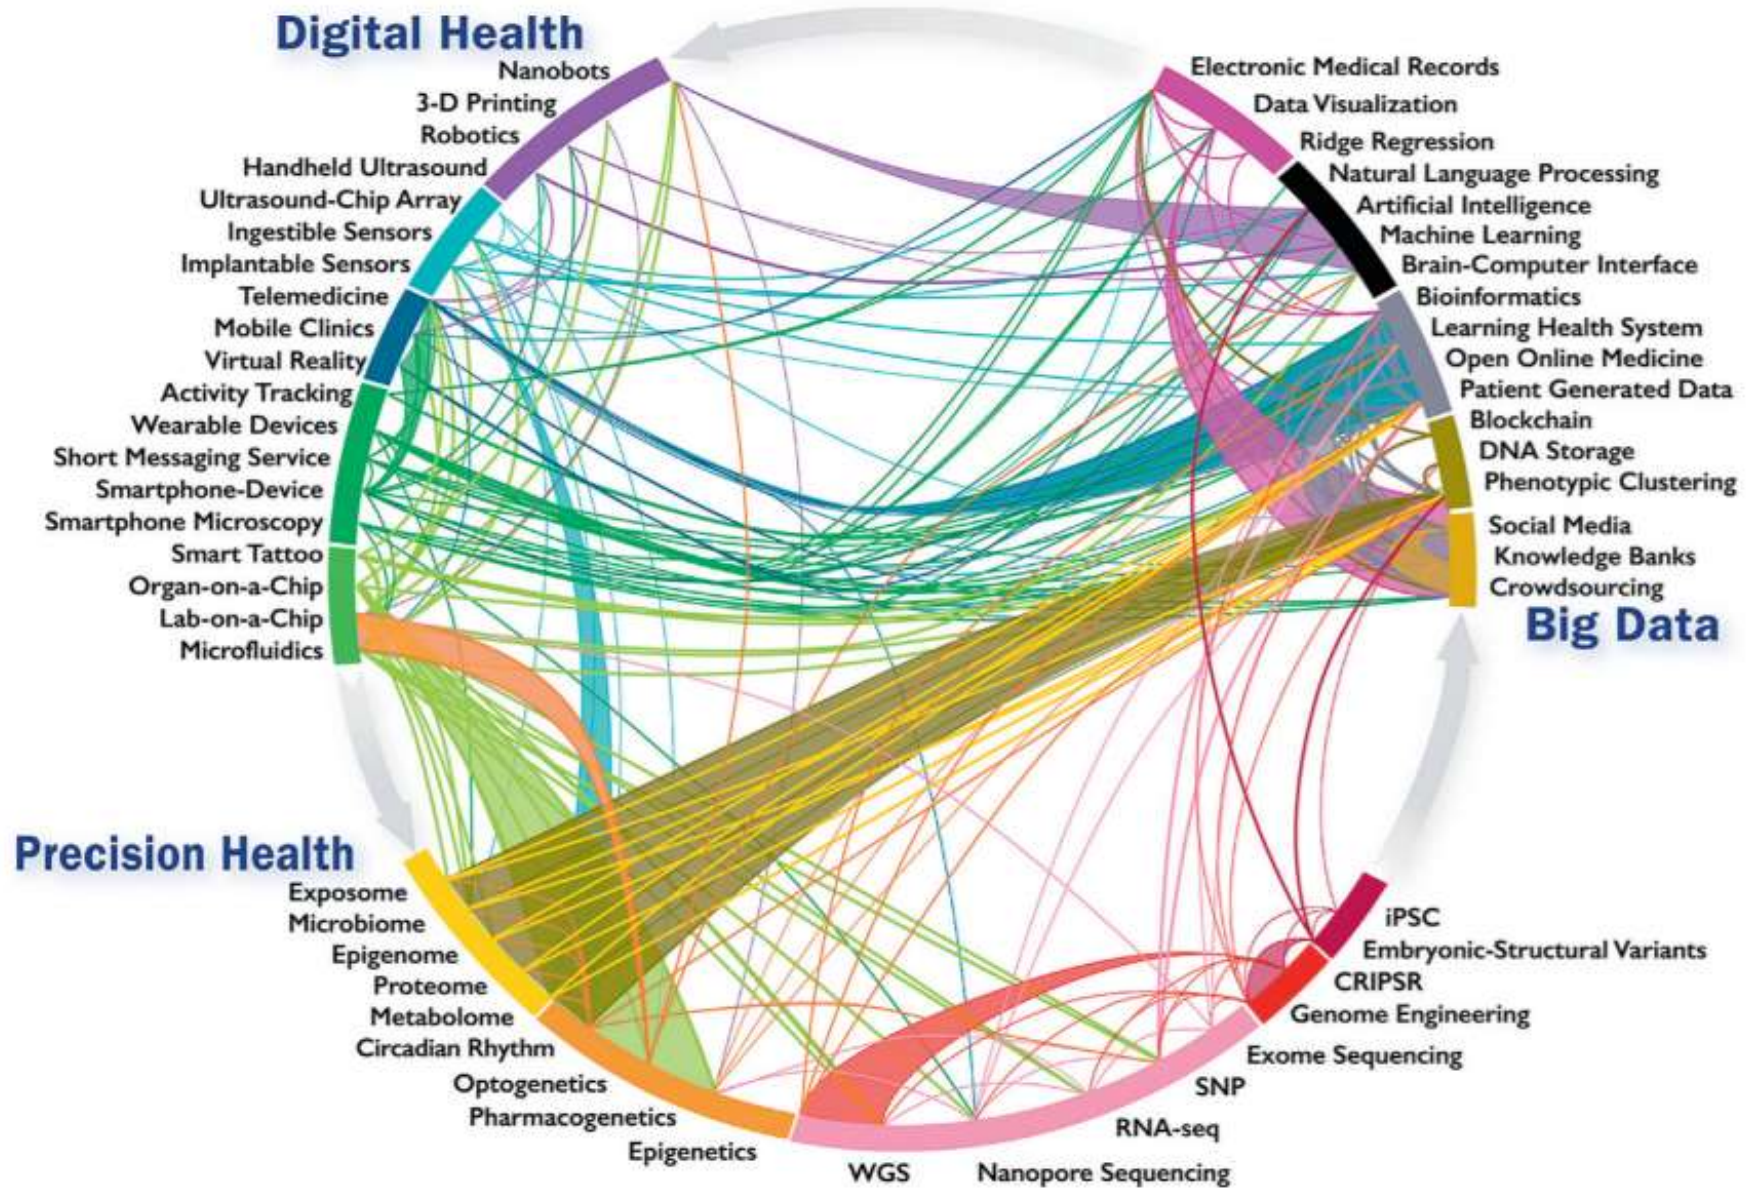 Digital Health
Nanobots
3-D Printing
Robotics
Handheld Ultrasound
Ultrasound-Chip Array
Ingestible Sensors
Implantable Sensors
Telemedicine
Mobile Clinics
Virtual Reality
Activity Tracking
Wearable Devices
Short Messaging Service
Smartphone-Device
Smartphone Microscopy
Smart Tattoo
Organ-on-a-Chip
Lab-on-a-Chip
Microfluidics
Electronic Medical Records
Data Visualization
Ridge Regression
Natural Language Processing
Artificial Intelligence
Machine Learning
Brain-Computer Interface
Bioinformatics
Learning Health System
Open Online Medicine
Patient Generated Data
Blockchain
DNA Storage
Phenotypic Clustering
Social Media
Knowledge Banks
Crowdsourcing
Big Data
Precision Health
Exposome
Microbiome
Epigenome
Proteome
Metabolome
Circadian Rhythm
Optogenetics
Pharmacogenetics
Epigenetics
WGS
Nanopore Sequencing
RNA-seq
SNP
Exome Sequencing
Genome Engineering
CRIPSR
Embryonic-Structural Variants
iPSC